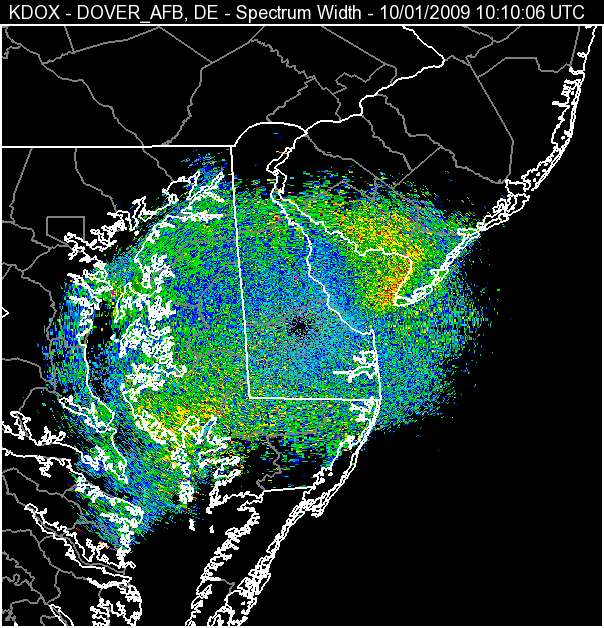 KDOX - DOVER_AFB, DE - Spectrum Width - 10/01/2009 10:10:06 UTC